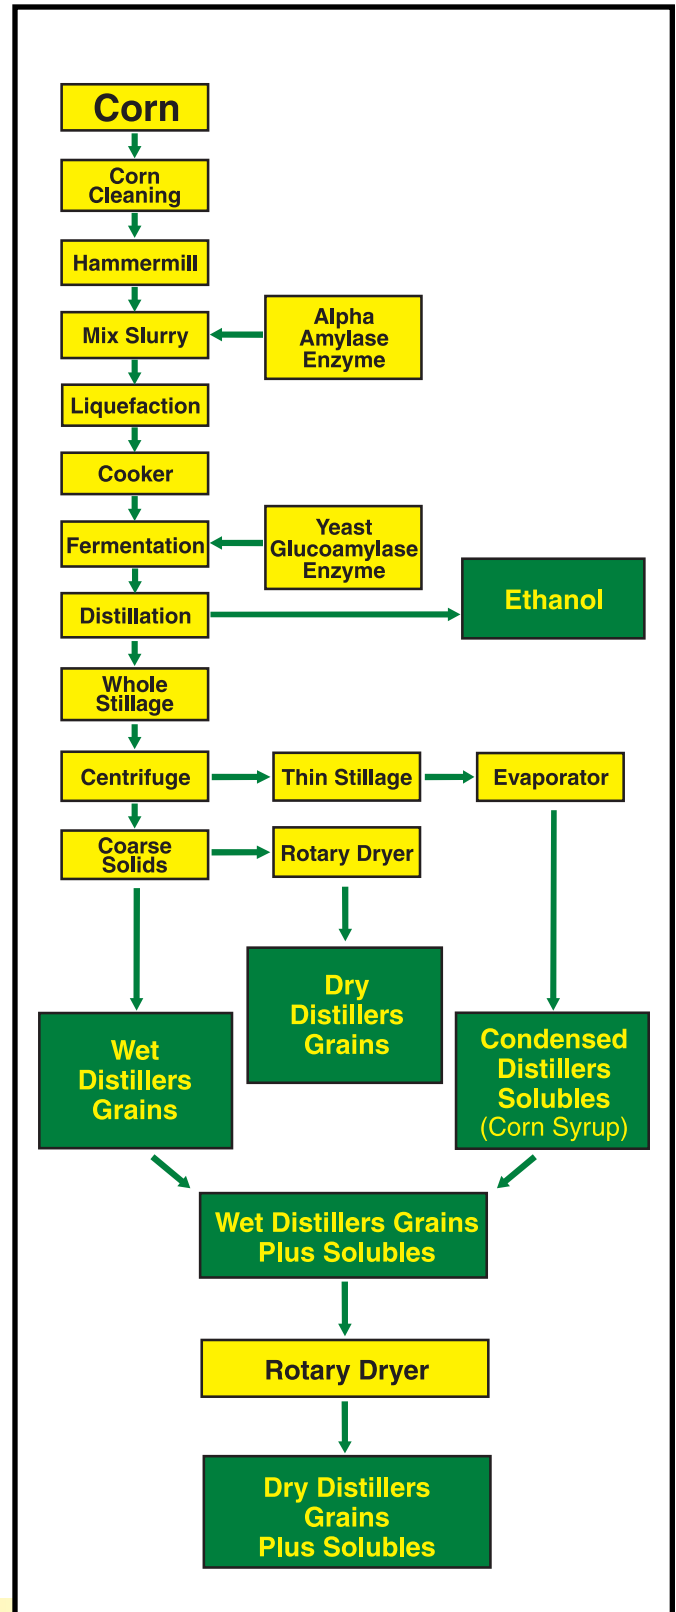 Corn
Corn
Cleaning
Hammermill
Mix Slurry
Alpha
Amylase
Enzyme
Liquefaction
Cooker
Fermentation
Yeast
Glucoamylase
Enzyme
Distillation
Ethanol
Whole
Stillage
Centrifuge
Thin Stillage
Evaporator
Coarse
Solids
Rotary Dryer
Dry
Distillers
Grains
Wet
Distillers
Grains
Condensed
Distillers
Solubles
(Corn Syrup)
Wet Distillers Grains
Plus Solubles
Rotary Dryer
Dry Distillers
Grains
Plus Solubles